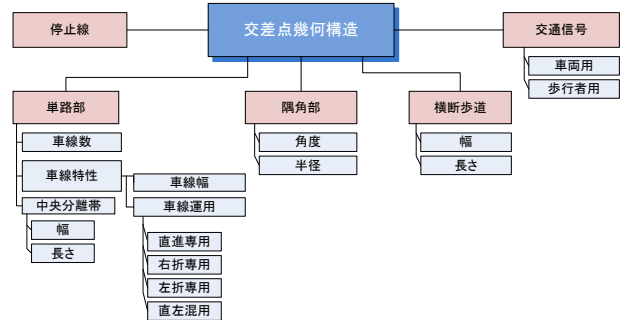 停止線
交差点幾何構造
交通信号
車両用
歩行者用
単路部
隅角部
横断歩道
車線数
角度
幅
車線特性
車線幅
半径
長さ
中央分離帯
車線運用
幅
長さ
直進専用
右折専用
左折専用
直左混用